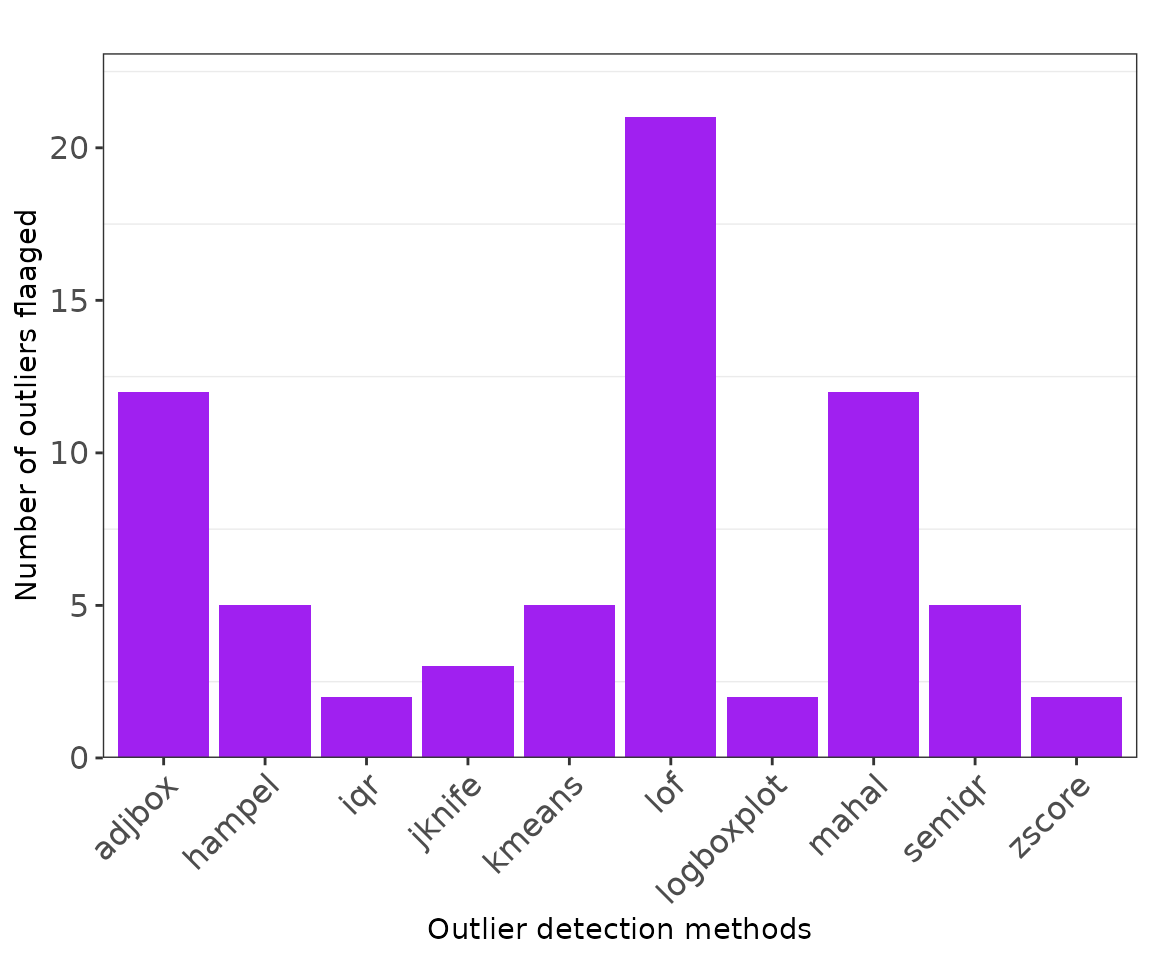 Number of outliers flaaged
20
15
10
5
0
adjbox
hampel
iqr
jknife
kmeans
lof
logboxplot
mahal
semiqr
zscore
Outlier detection methods